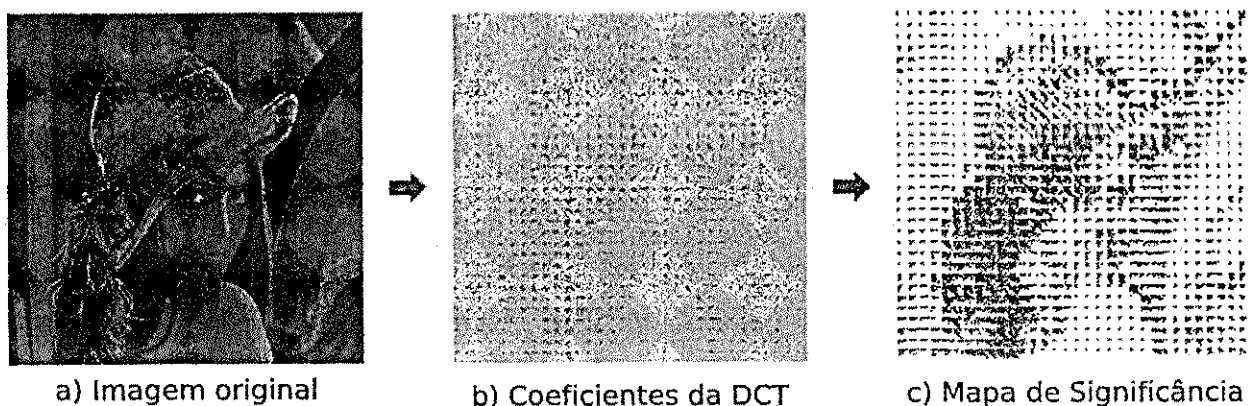 a) Imagem original
b) Coeficientes da DCT
c) Mapa de Significância